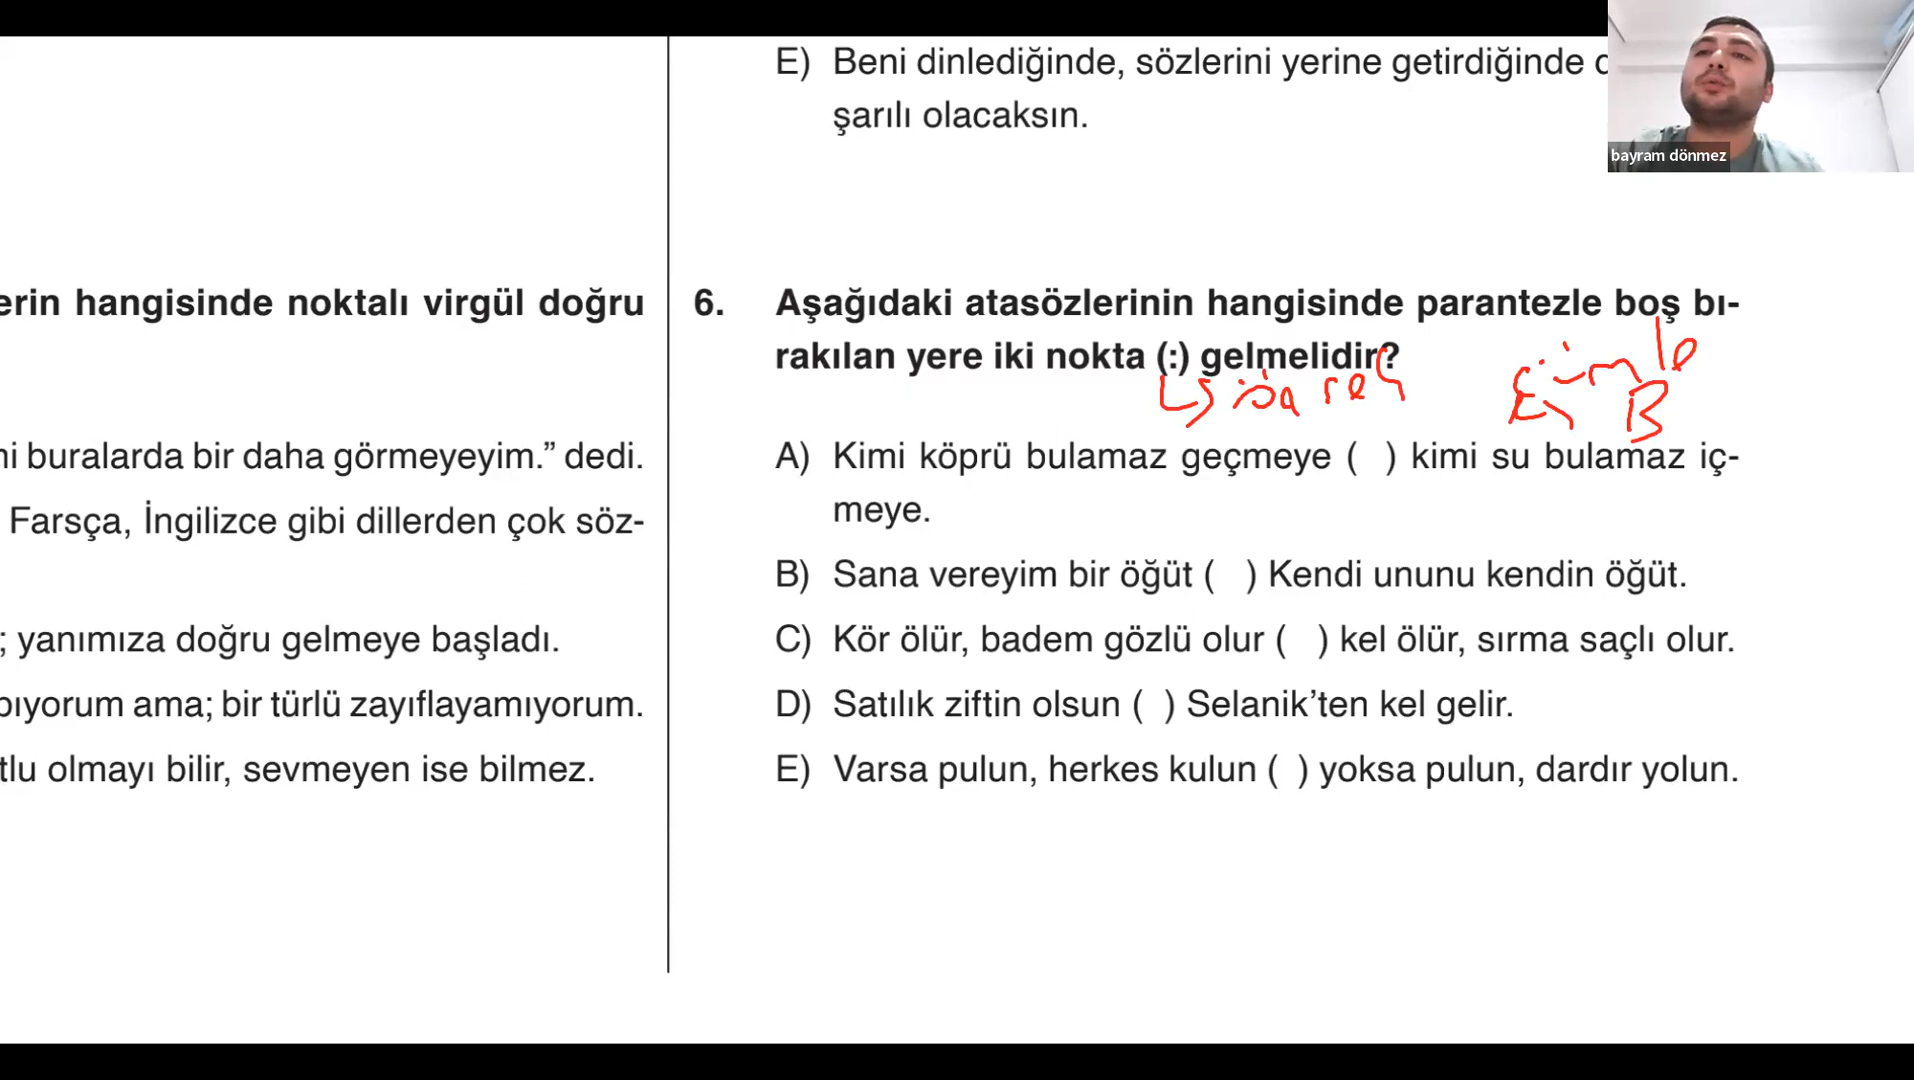 erin hangisinde noktalı virgül doğru
ni buralarda bir daha görmeyeyim.” dedi.
Farsça, İngilizce gibi dillerden çok söz-
; yanımıza doğru gelmeye başladı.
pıyorum ama; bir türlü zayıflayamıyorum.
tlu olmayı bilir, sevmeyen ise bilmez.
E) Beni dinlediğinde, sözlerini yerine getirdiğinde
şarılı olacaksın.
bayram dönmez
6. Aşağıdaki atasözlerinin hangisinde parantezle boş bı-
rakılan yere iki nokta (:) gelmelidir?
A) Kimi köprü bulamaz geçmeye ( ) kimi su bulamaz iç-
meye.
B) Sana vereyim bir öğüt ( ) Kendi ununu kendin öğüt.
C) Kör ölür, badem gözlü olur ( ) kel ölür, sırma saçlı olur.
D) Satılık ziftin olsun ( ) Selanik’ten kel gelir.
E) Varsa pulun, herkes kulun ( ) yoksa pulun, dardır yolun.